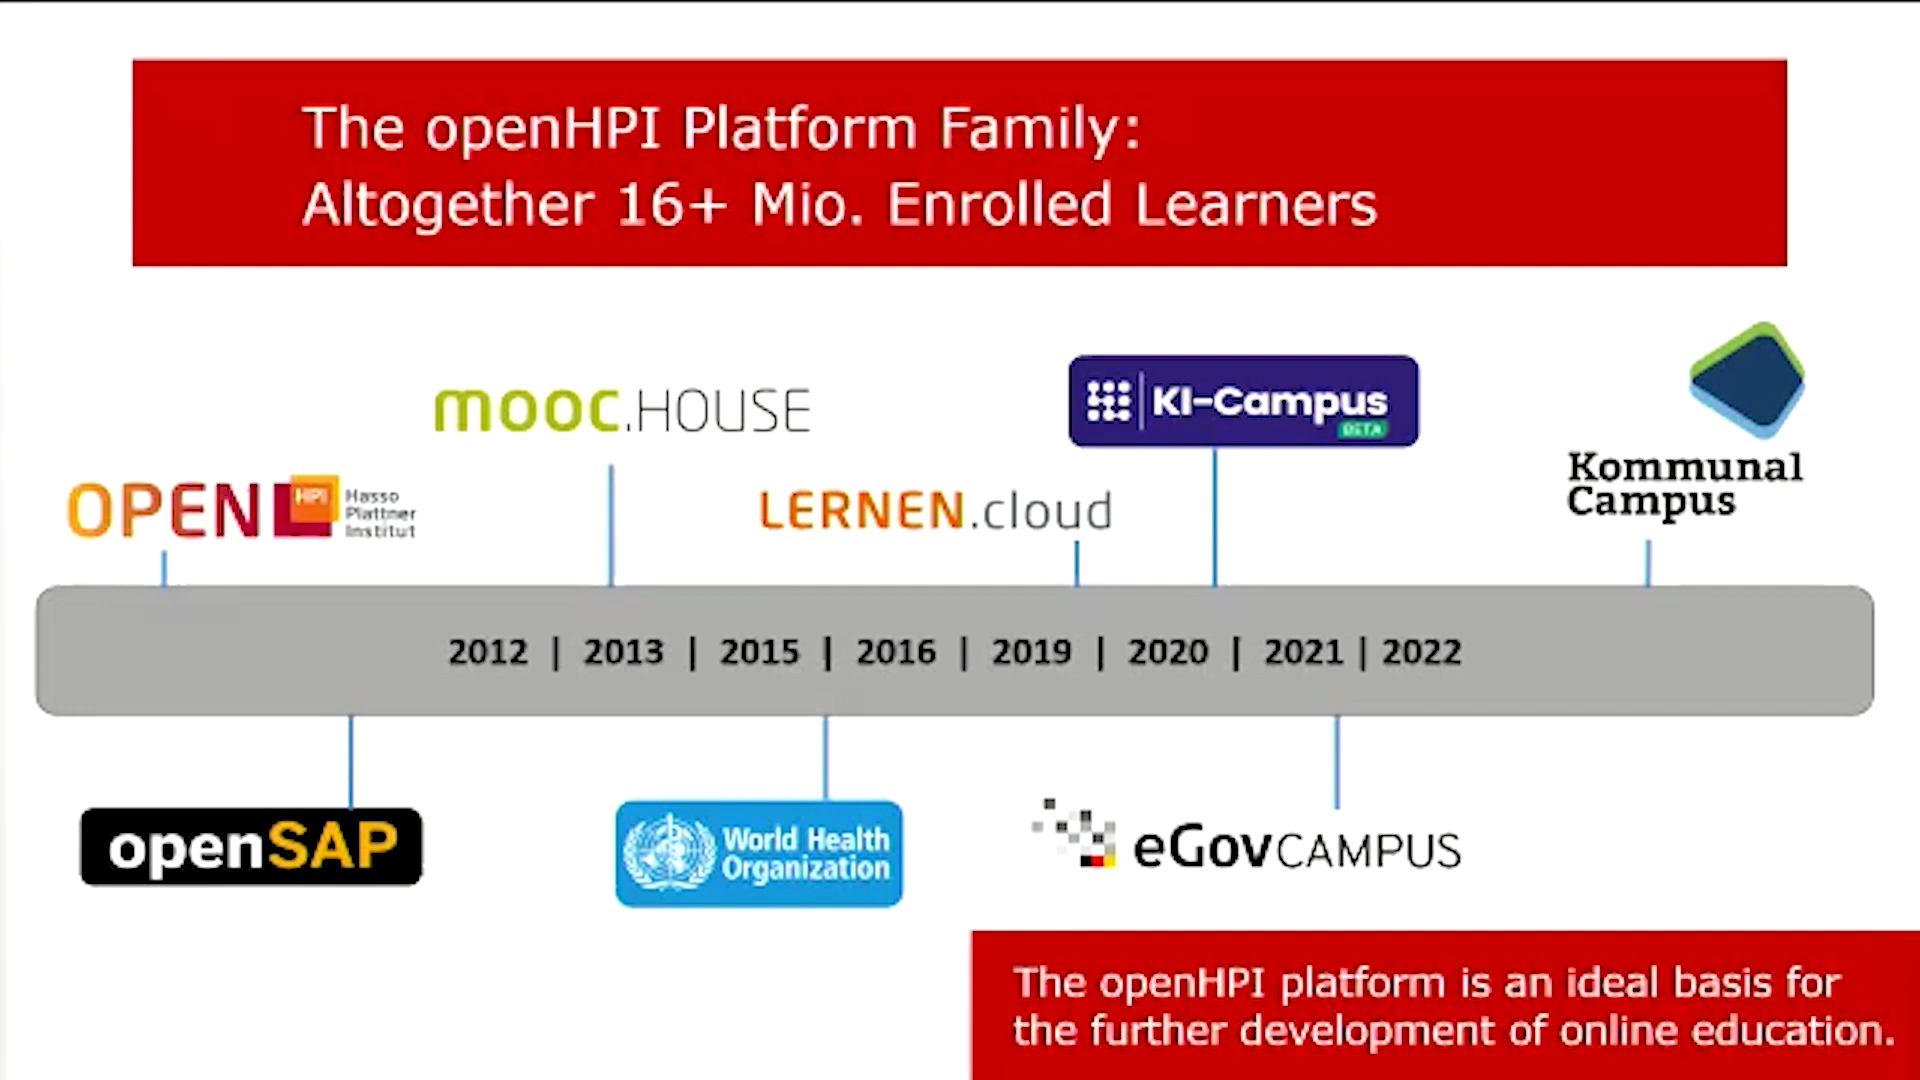 The openHPI Platform Family:
Altogether 16+ Mio. Enrolled Learners
mooc.HOUSE
KI-Campus
BETA
OPEN HPI Hasso
Plattner
Institut
LERNEN.cloud
Kommunal
Campus
2012 | 2013 | 2015 | 2016 | 2019 | 2020 | 2021 | 2022
openSAP
World Health
Organization
eGovCAMPUS
The openHPI platform is an ideal basis for
the further development of online education.